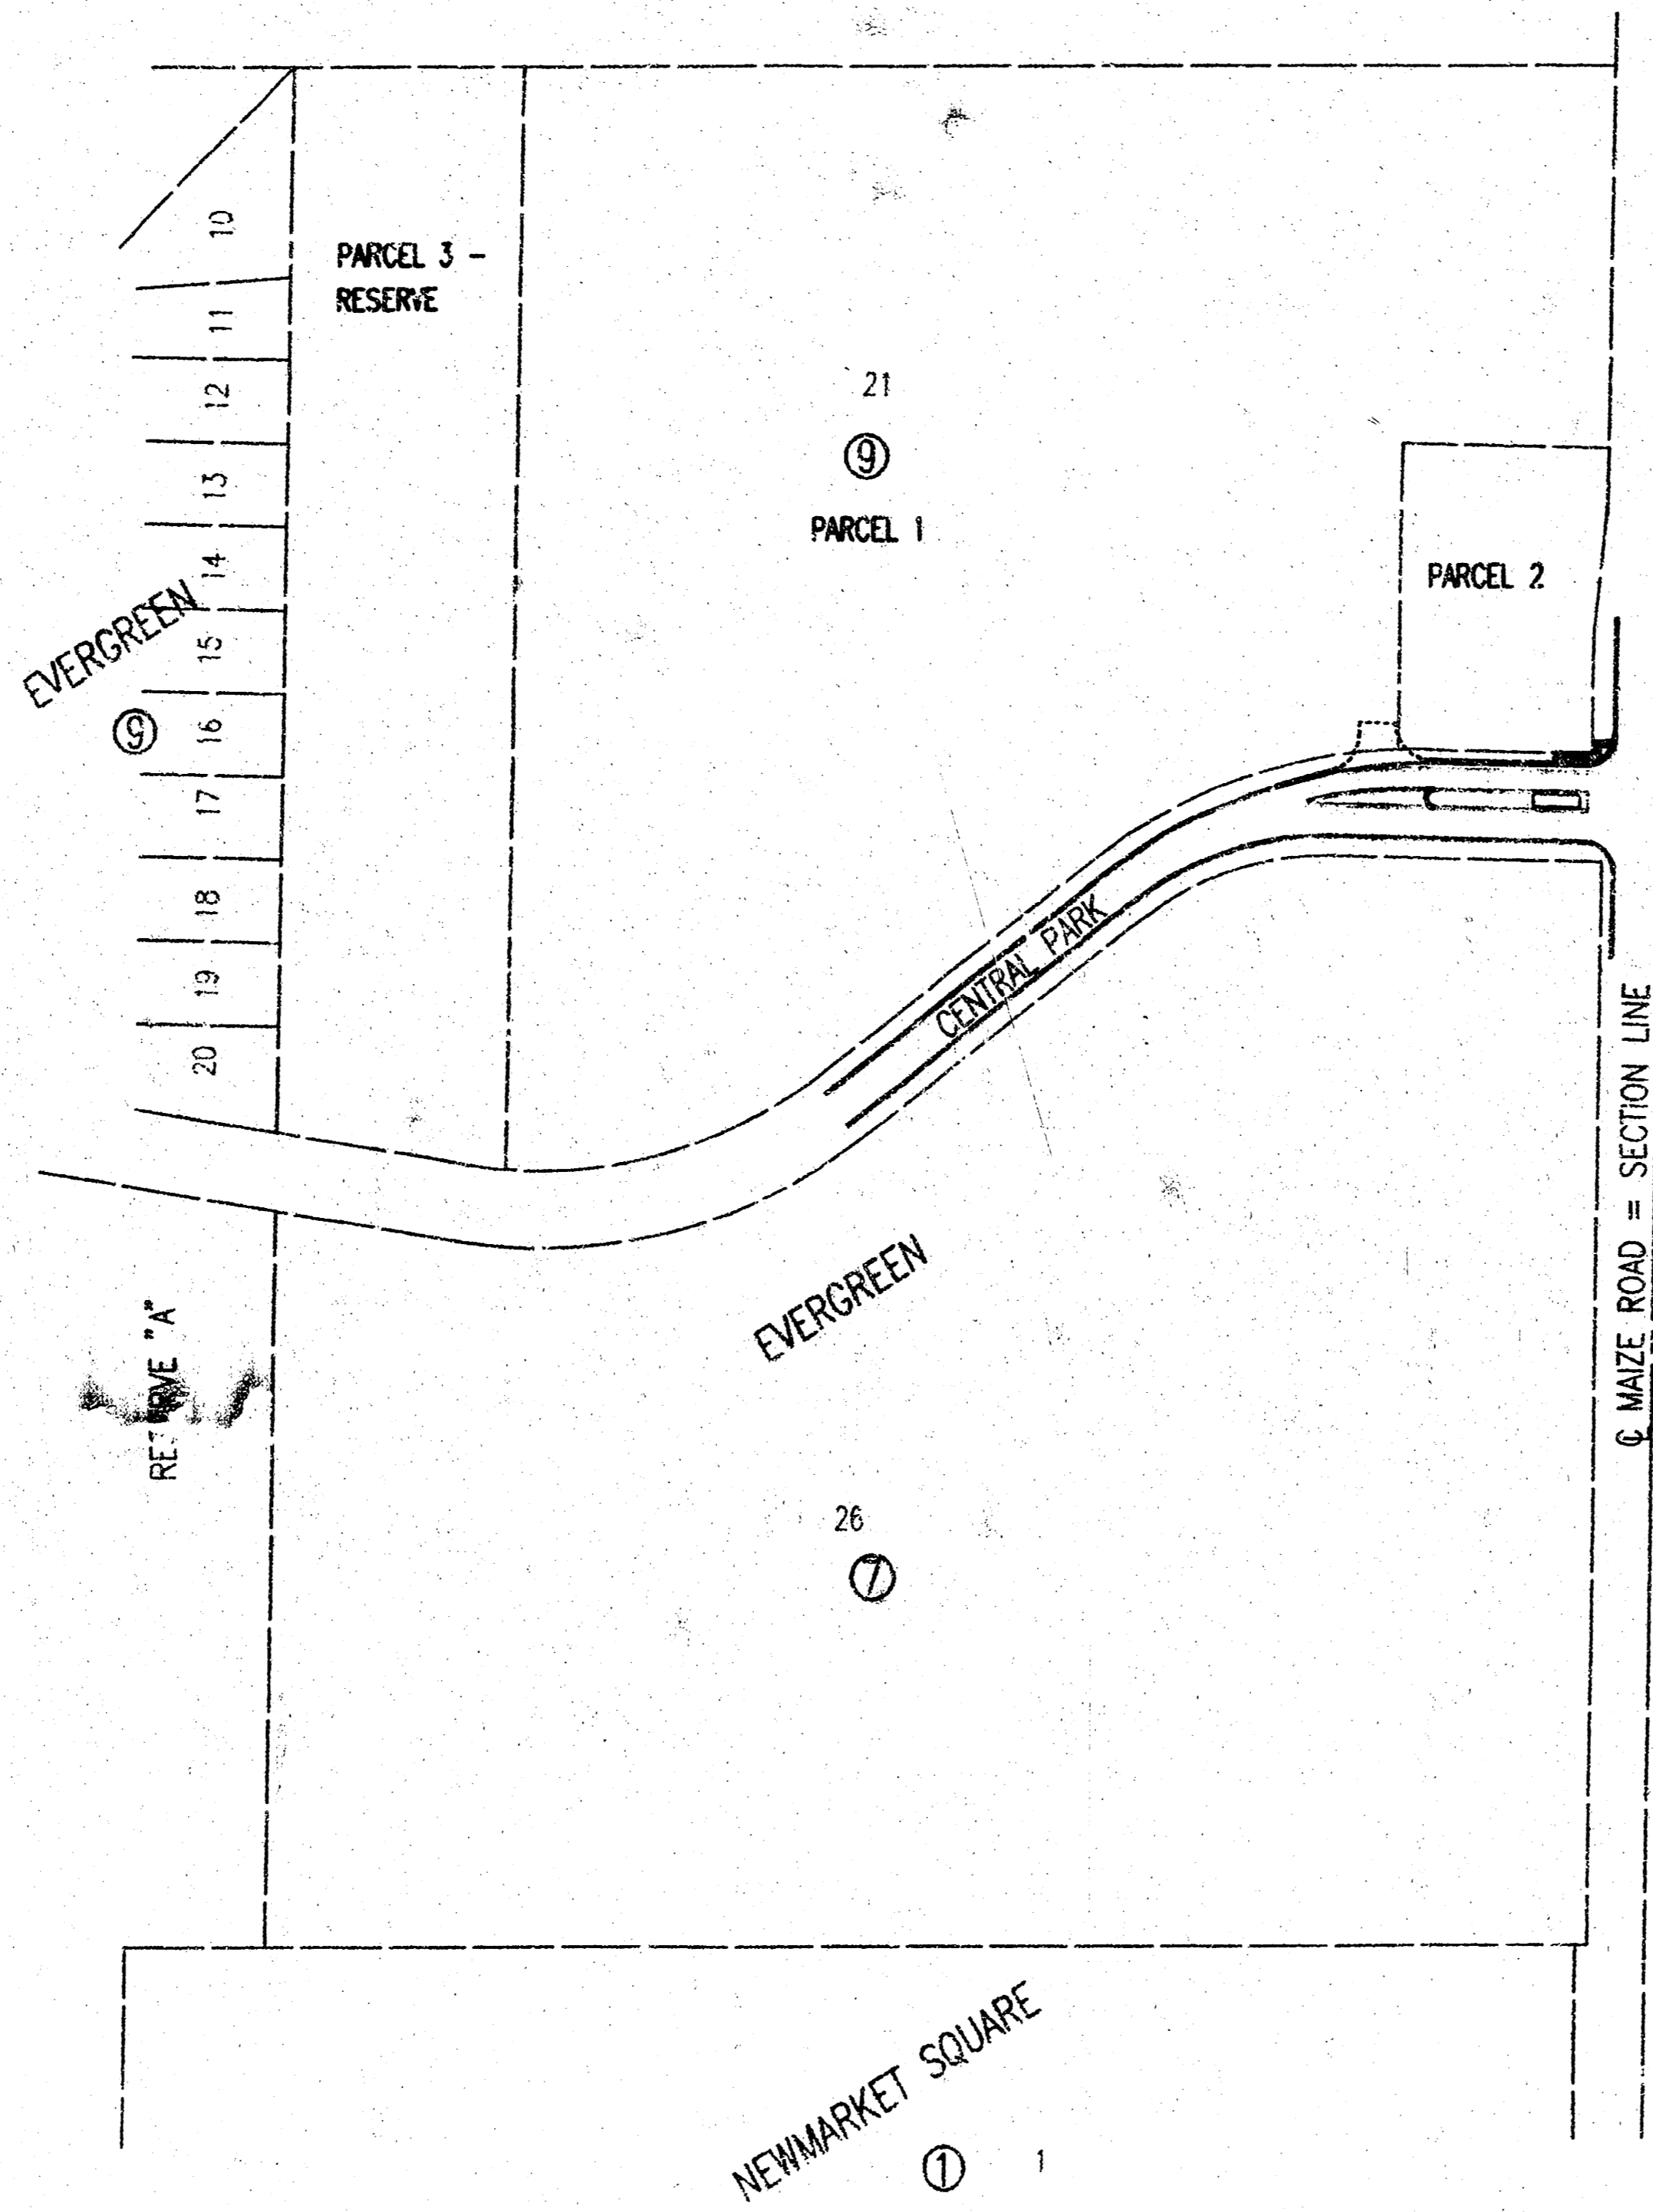 10
PARCEL 3 -
RESERVE
11
12
21
9
13
PARCEL 1
14
PARCEL 2
EVERGREEN
15
9
16
17
18
CENTRAL PARK
19
20
℄ MAIZE ROAD = SECTION LINE
EVERGREEN
"A"
26
7
NEWMARKET SQUARE
1
1